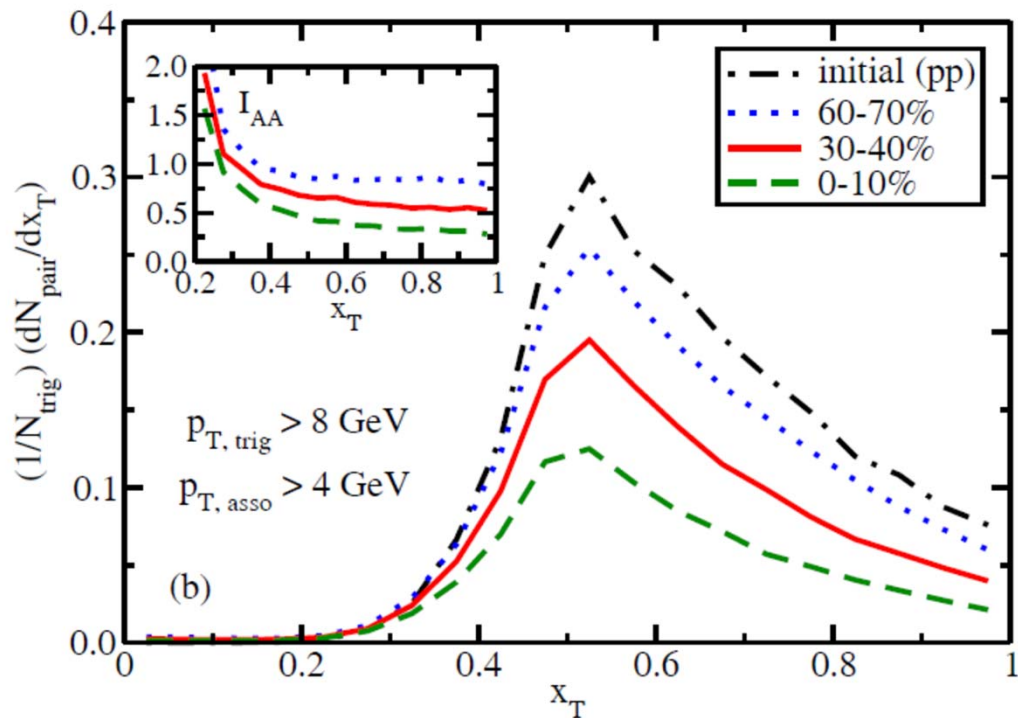 0.4
0.3
0.2
0.1
0.0
(1/N_trig) (dN_pair/dx_T)
2.0
1.5
1.0
0.5
0.0
I_AA
0.2 0.4 0.6 0.8 1
x_T
initial (pp)
60-70%
30-40%
0-10%
p_T, trig > 8 GeV
p_T, asso > 4 GeV
(b)
0 0.2 0.4 0.6 0.8 1
x_T